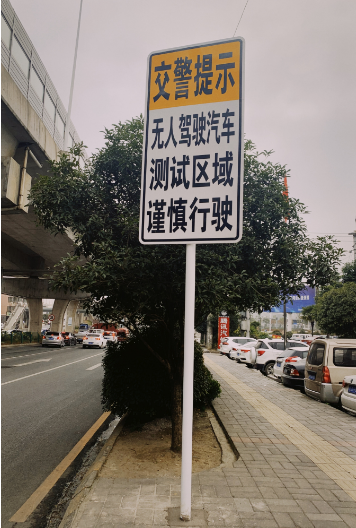 交警提示
无人驾驶汽车
测试区域
谨慎行驶